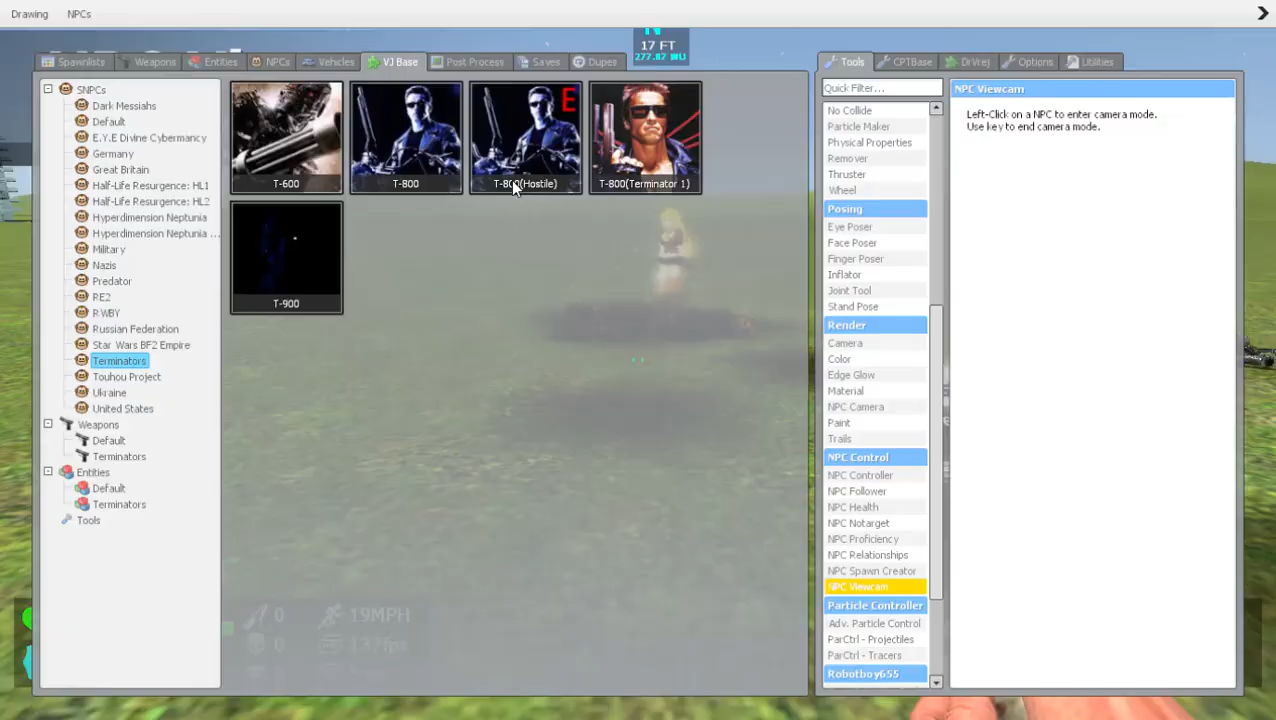 Drawing NPCs
N
17 FT
277.87 WU
Spawnlists Weapons Entities NPCs Vehicles VJ Base Post Process Saves Dupes
Tools CPTBase DrVrej Options Utilities
SNPCs
Dark Messiahs
Default
E.Y.E Divine Cybermancy
Germany
Great Britain
Half-Life Resurgence: HL1
Half-Life Resurgence: HL2
Hyperdimension Neptunia
Hyperdimension Neptunia ...
Military
Nazis
Predator
RE2
RWBY
Russian Federation
Star Wars BF2 Empire
Terminators
Touhou Project
Ukraine
United States
Weapons
Default
Terminators
Entities
Default
Terminators
Tools
E
T-600 T-800 T-800(Hostile) T-800(Terminator 1)
T-900
0 19MPH
0 137fps
Quick Filter...
No Collide
Particle Maker
Physical Properties
Remover
Thruster
Wheel
Posing
Eye Poser
Face Poser
Finger Poser
Inflator
Joint Tool
Stand Pose
Render
Camera
Color
Edge Glow
Material
NPC Camera
Paint
Trails
NPC Control
NPC Controller
NPC Follower
NPC Health
NPC Notarget
NPC Proficiency
NPC Relationships
NPC Spawn Creator
NPC Viewcam
Particle Controller
Adv. Particle Control
ParCtrl - Projectiles
ParCtrl - Tracers
Robotboy655
NPC Viewcam
Left-Click on a NPC to enter camera mode.
Use key to end camera mode.